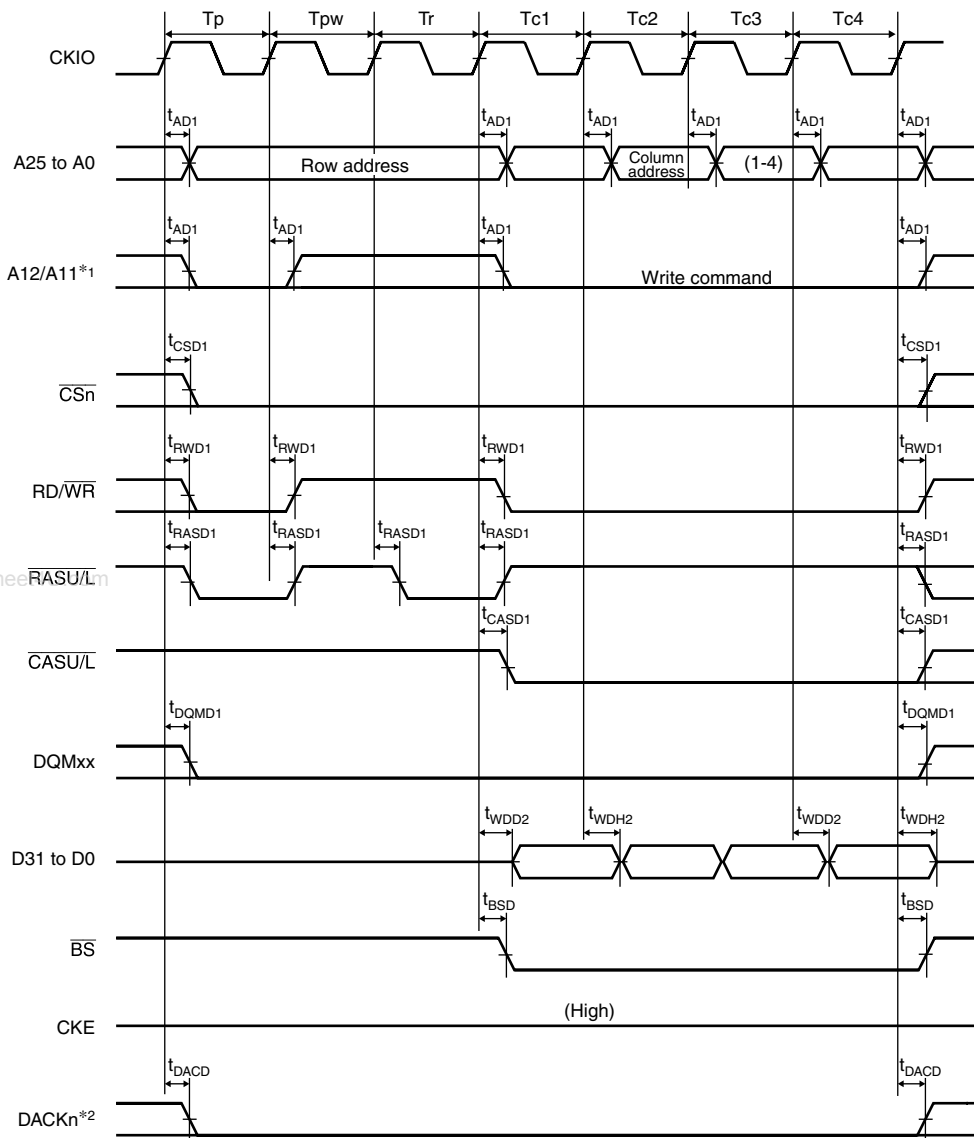 Tp Tpw Tr Tc1 Tc2 Tc3 Tc4
CKIO
tAD1 tAD1 tAD1 tAD1 tAD1 tAD1
A25 to A0 Row address Column address (1-4)
tAD1 tAD1 tAD1 tAD1
A12/A11*1 Write command
tCSD1 tCSD1
CSn
tRWD1 tRWD1 tRWD1 tRWD1
RD/WR
tRASD1 tRASD1 tRASD1 tRASD1 tRASD1
RASU/L
tCASD1 tCASD1
CASU/L
tDQMD1 tDQMD1
DQMxx
tWDD2 tWDH2 tWDD2 tWDH2
D31 to D0
tBSD tBSD
BS
(High)
CKE
tDACD tDACD
DACKn*2